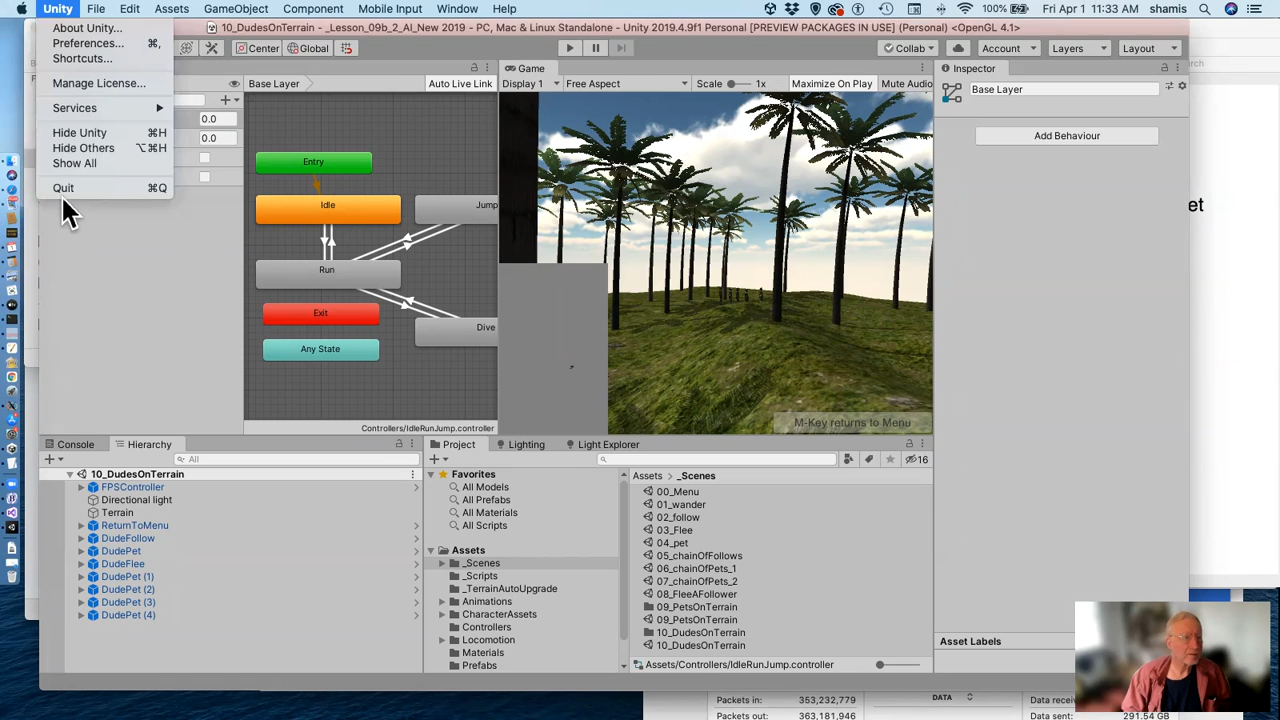 Unity File Edit Assets GameObject Component Mobile Input Window Help 100% Fri Apr 1 11:33 AM shamis
10_DudesOnTerrain - _Lesson_09b_2_AI_New 2019 - PC, Mac & Linux Standalone - Unity 2019.4.9f1 Personal [PREVIEW PACKAGES IN USE] (Personal) <OpenGL 4.1>
About Unity...
Preferences... ⌘,
Shortcuts...
Manage License...
Services
Hide Unity ⌘H
Hide Others ⌥⌘H
Show All
Quit ⌘Q
Center Global Collab Account Layers Layout
Game Inspector
Base Layer Auto Live Link Display 1 Free Aspect Scale 1x Maximize On Play Mute Audio Base Layer
0.0
0.0
Add Behaviour
Entry
Idle Jump
Run
Exit
Dive
Any State
et
M-Key returns to Menu
Controllers/IdleRunJump.controller
Console Hierarchy Project Lighting Light Explorer
All 16
10_DudesOnTerrain
FPSController
Directional light
Terrain
ReturnToMenu
DudeFollow
DudePet
DudeFlee
DudePet (1)
DudePet (2)
DudePet (3)
DudePet (4)
Favorites
All Models
All Prefabs
All Materials
All Scripts
Assets
_Scenes
_Scripts
_TerrainAutoUpgrade
Animations
CharacterAssets
Controllers
Locomotion
Materials
Prefabs
Assets _Scenes
00_Menu
01_wander
02_follow
03_Flee
04_pet
05_chainOfFollows
06_chainOfPets_1
07_chainOfPets_2
08_FleeAFollower
09_PetsOnTerrain
09_PetsOnTerrain
10_DudesOnTerrain
10_DudesOnTerrain
Assets/Controllers/IdleRunJump.controller
Asset Labels
Packets in: 353,232,779 DATA Data receiv
Packets out: 363,181,946 Data sent: 291.54 GB